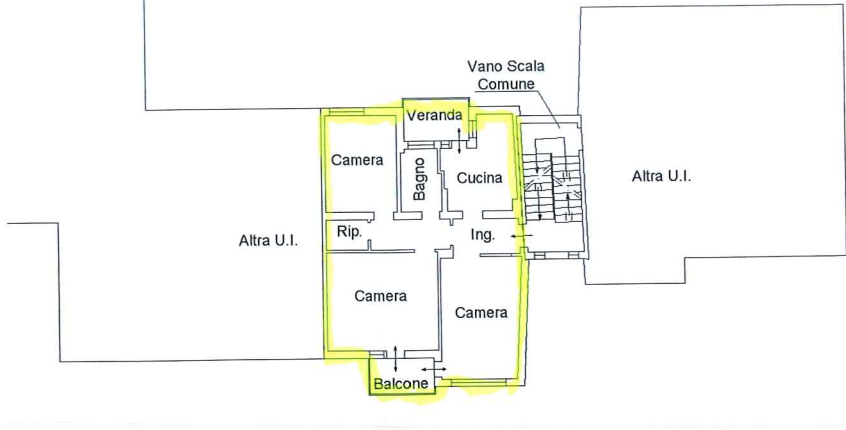 Vano Scala
Comune
Veranda
Camera
Bagno
Cucina
Altra U.I.
Rip.
Ing.
Altra U.I.
Camera
Camera
Balcone